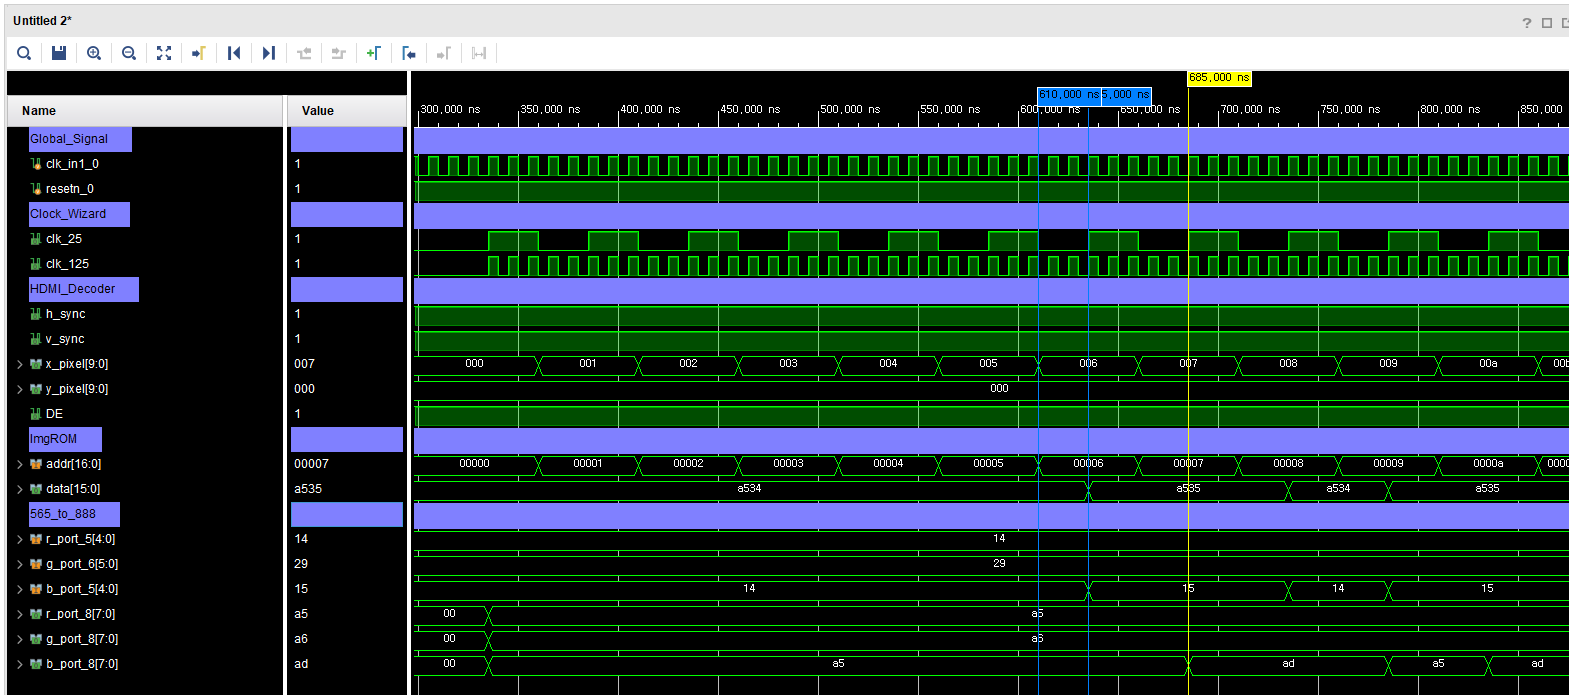 Untitled 2*
?
685,000 ns
610,000 ns 5,000 ns
Name Value
300,000 ns 350,000 ns 400,000 ns 450,000 ns 500,000 ns 550,000 ns 600,000 ns 650,000 ns 700,000 ns 750,000 ns 800,000 ns 850,000
Global_Signal
clk_in1_0 1
resetn_0 1
Clock_Wizard
clk_25 1
clk_125 1
HDMI_Decoder
h_sync 1
v_sync 1
x_pixel[9:0] 007 000 001 002 003 004 005 006 007 008 009 00a 00b
y_pixel[9:0] 000 000
DE 1
ImgROM
addr[16:0] 00007 00000 00001 00002 00003 00004 00005 00006 00007 00008 00009 0000a 0000
data[15:0] a535 a534 a535 a534 a535
565_to_888
r_port_5[4:0] 14 14
g_port_6[5:0] 29 29
b_port_5[4:0] 15 14 15 14 15
r_port_8[7:0] a5 00 a5
g_port_8[7:0] a6 00 a6
b_port_8[7:0] ad 00 a5 ad a5 ad